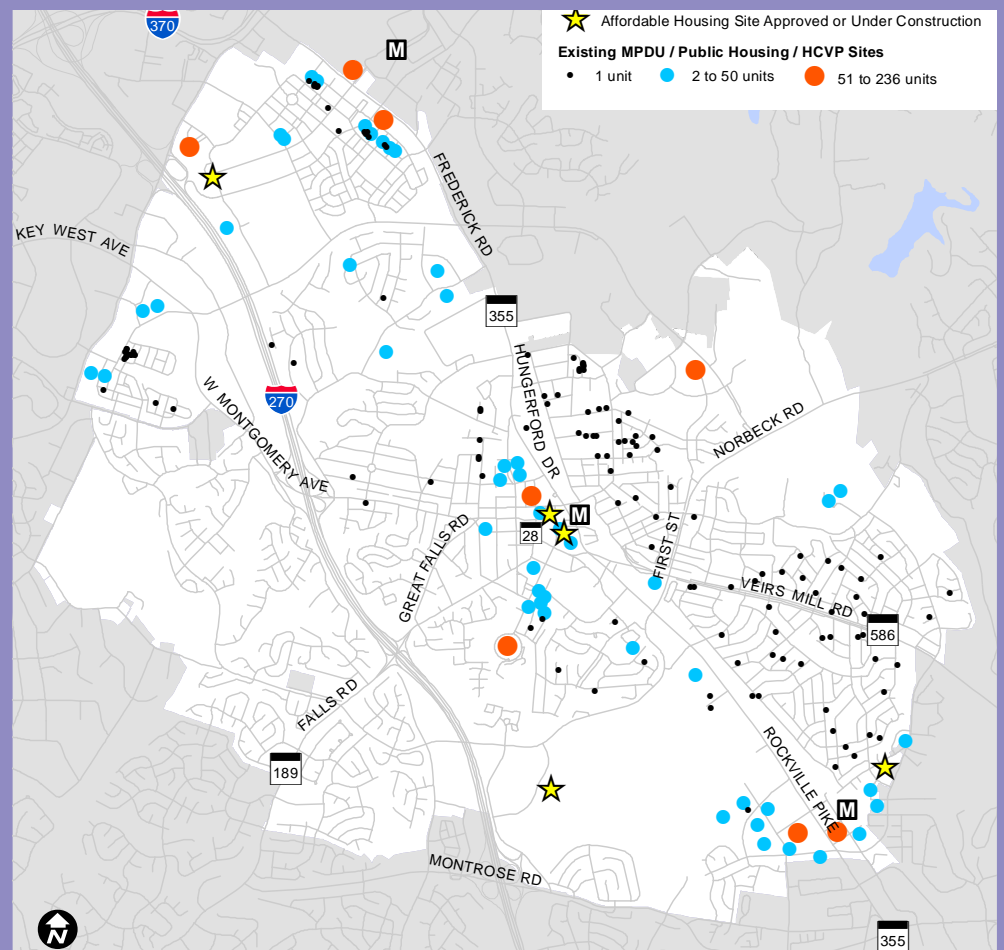 370
M
Affordable Housing Site Approved or Under Construction
Existing MPDU / Public Housing / HCVP Sites
1 unit
2 to 50 units
51 to 236 units
FREDERICK RD
KEY WEST AVE
355
HUNGERFORD DR
W MONTGOMERY AVE
270
NORBECK RD
M
28
GREAT FALLS RD
FIRST ST
VEIRS MILL RD
586
FALLS RD
189
ROCKVILLE PIKE
M
MONTROSE RD
N
355